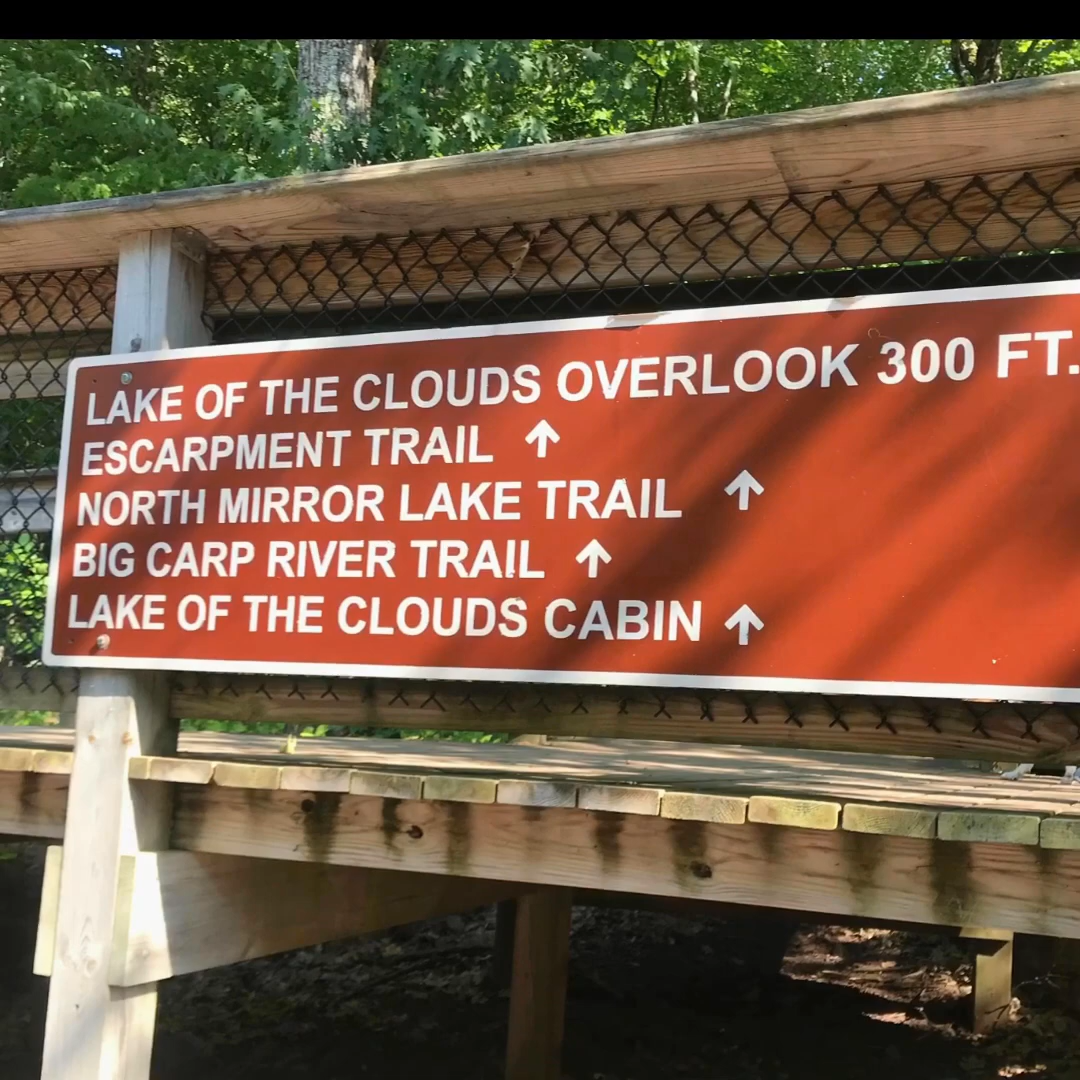 LAKE OF THE CLOUDS OVERLOOK 300 FT.
ESCARPMENT TRAIL ↑
NORTH MIRROR LAKE TRAIL ↑
BIG CARP RIVER TRAIL ↑
LAKE OF THE CLOUDS CABIN ↑